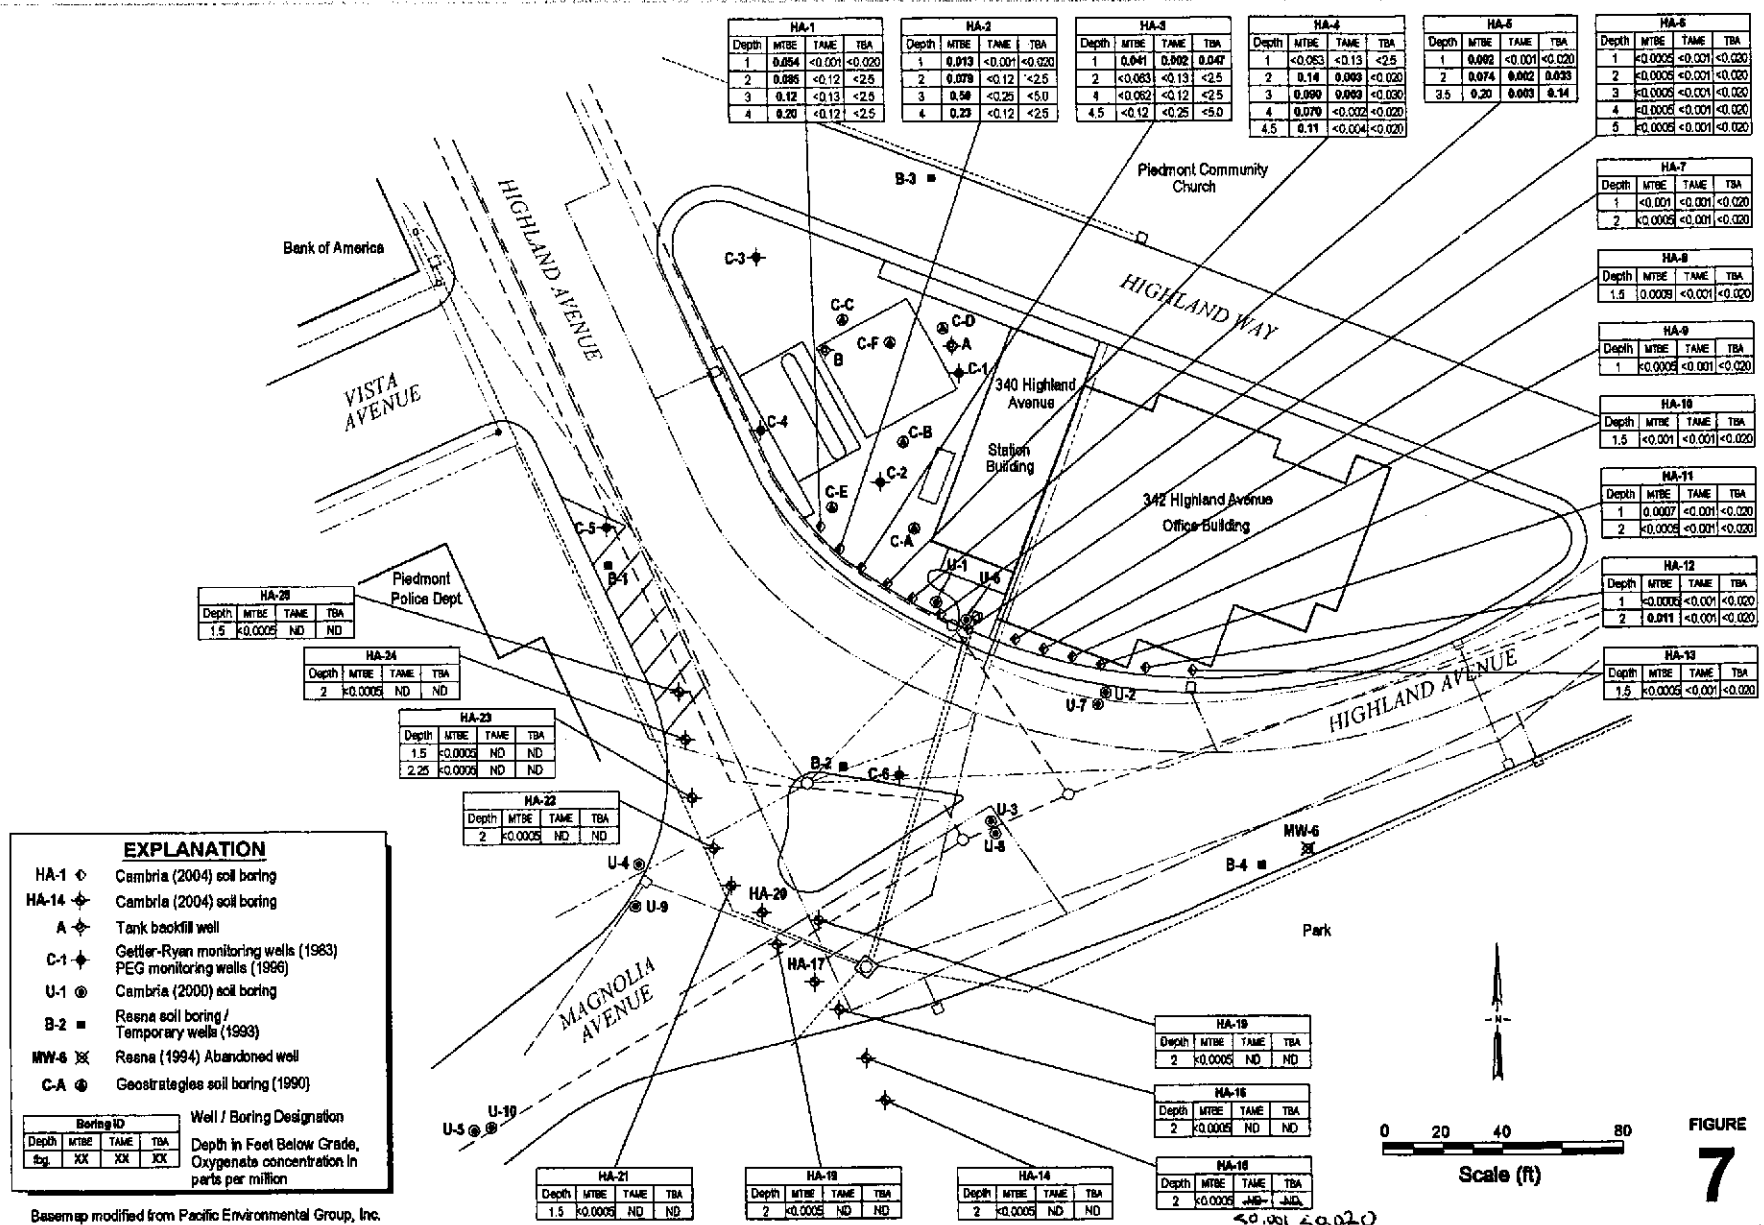 HA-1
Depth MTBE TAME TBA
1 0.054 <0.001 <0.020
2 0.085 <0.12 <2.5
3 0.12 <0.13 <2.5
4 0.20 <0.12 <2.5
HA-2
Depth MTBE TAME TBA
1 0.013 <0.001 <0.020
2 0.079 <0.12 <2.5
3 <0.25 <5.0
4 0.23 <0.12 <2.5
HA-3
Depth MTBE TAME TBA
1 0.041 0.002 0.047
2 <0.063 <0.13 <2.5
4 <0.062 <0.12 <2.5
4.5 <0.12 <0.25 <5.0
HA-4
Depth MTBE TAME TBA
1 <0.063 <0.13 <2.5
2 0.14 0.003 <0.020
3 0.090 0.003 <0.030
4 0.070 <0.002 <0.020
4.5 0.11 <0.004 <0.020
HA-5
Depth MTBE TAME TBA
1 0.002 <0.001 <0.020
2 0.074 0.002 0.033
3.5 0.20 0.003 0.14
HA-6
Depth MTBE TAME TBA
1 <0.0005 <0.001 <0.020
2 <0.0005 <0.001 <0.020
3 <0.0005 <0.001 <0.020
4 <0.0005 <0.001 <0.020
5 <0.0005 <0.001 <0.020
HA-7
Depth MTBE TAME TBA
1 <0.001 <0.001 <0.020
2 <0.0005 <0.001 <0.020
HA-8
Depth MTBE TAME TBA
1.5 0.0009 <0.001 <0.020
HA-9
Depth MTBE TAME TBA
1 <0.0005 <0.001 <0.020
HA-10
Depth MTBE TAME TBA
1.5 <0.001 <0.001 <0.020
HA-11
Depth MTBE TAME TBA
1 0.0007 <0.001 <0.020
2 <0.0005 <0.001 <0.020
HA-12
Depth MTBE TAME TBA
1 <0.0005 <0.001 <0.020
2 0.011 <0.001 <0.020
HA-13
Depth MTBE TAME TBA
1.5 <0.0005 <0.001 <0.020
Piedmont Community
Church
B-3
HIGHLAND AVENUE
Bank of America
C-3
HIGHLAND WAY
C-C
C-D
C-F
A
B
C-1
340 Highland
Avenue
VISTA
AVENUE
C-4
C-B
Station
Building
C-2
C-E
342 Highland Avenue
Office Building
C-5
C-A
B-1
U-1
U-6
Piedmont
Police Dept.
HA-25
Depth MTBE TAME TBA
1.5 <0.0005 ND ND
HA-24
Depth MTBE TAME TBA
2 <0.0005 ND ND
HIGHLAND AVENUE
U-2
U-7
HA-23
Depth MTBE TAME TBA
1.5 <0.0005 ND ND
2.25 <0.0005 ND ND
B-2
C-6
HA-22
Depth MTBE TAME TBA
2 <0.0005 ND ND
U-3
U-8
MW-6
B-4
U-4
U-9
HA-20
Park
HA-17
MAGNOLIA
AVENUE
EXPLANATION
HA-1 Cambria (2004) soil boring
HA-14 Cambria (2004) soil boring
A Tank backfill well
C-1 Gettler-Ryan monitoring wells (1983)
PEG monitoring wells (1996)
U-1 Cambria (2000) soil boring
B-2 Resna soil boring /
Temporary wells (1993)
MW-6 Resna (1994) Abandoned well
C-A Geostrategies soil boring (1990)
Boring ID
Depth MTBE TAME TBA
fbg. XX XX XX
Well / Boring Designation
Depth in Feet Below Grade,
Oxygenate concentration in
parts per million
Basemap modified from Pacific Environmental Group, Inc.
U-5
U-10
HA-19
Depth MTBE TAME TBA
2 <0.0005 ND ND
HA-16
Depth MTBE TAME TBA
2 <0.0005 ND ND
Depth MTBE TAME TBA
2 <0.0005 ND ND
<0.001 <0.020
HA-21
Depth MTBE TAME TBA
1.5 <0.0005 ND ND
HA-19
Depth MTBE TAME TBA
2 <0.0005 ND ND
HA-14
Depth MTBE TAME TBA
2 <0.0005 ND ND
N
0 20 40 80
Scale (ft)
FIGURE
7